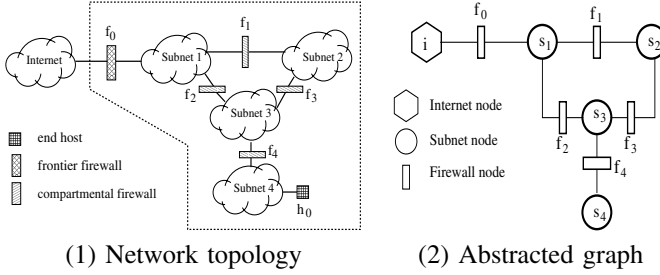 f0
f1
Internet
Subnet 1
Subnet 2
f2
f3
Subnet 3
f4
Subnet 4
h0
end host
frontier firewall
compartmental firewall
(1) Network topology
f0
f1
i
s1
s2
Internet node
Subnet node
Firewall node
s3
f2
f3
f4
s4
(2) Abstracted graph